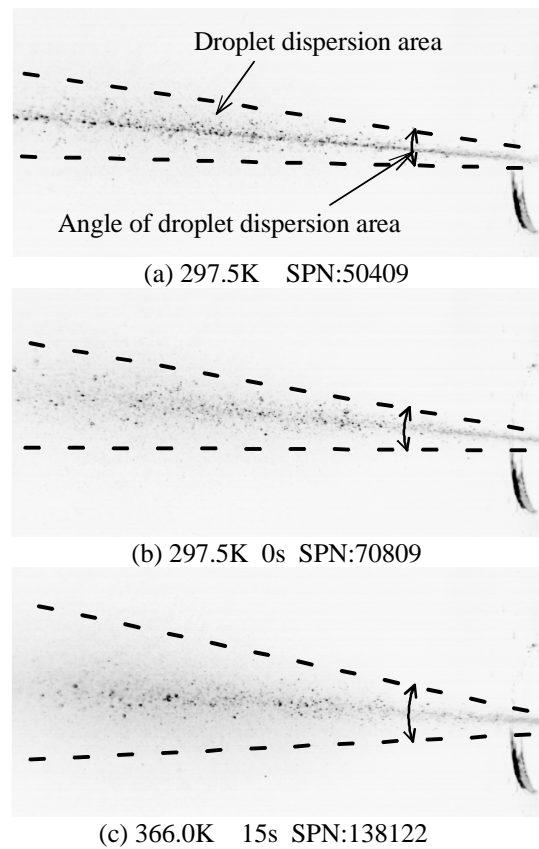 Droplet dispersion area
Angle of droplet dispersion area
(a) 297.5K SPN:50409
(b) 297.5K 0s SPN:70809
(c) 366.0K 15s SPN:138122